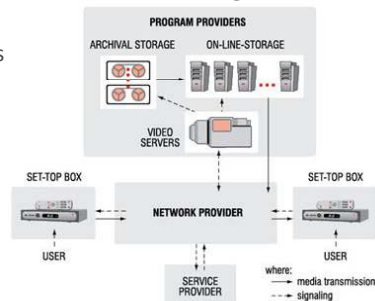 s
PROGRAM PROVIDERS
ARCHIVAL STORAGE
ON-LINE-STORAGE
VIDEO
SERVERS
SET-TOP BOX
SET-TOP BOX
NETWORK PROVIDER
USER
USER
SERVICE
PROVIDER
where:
media transmission
signaling